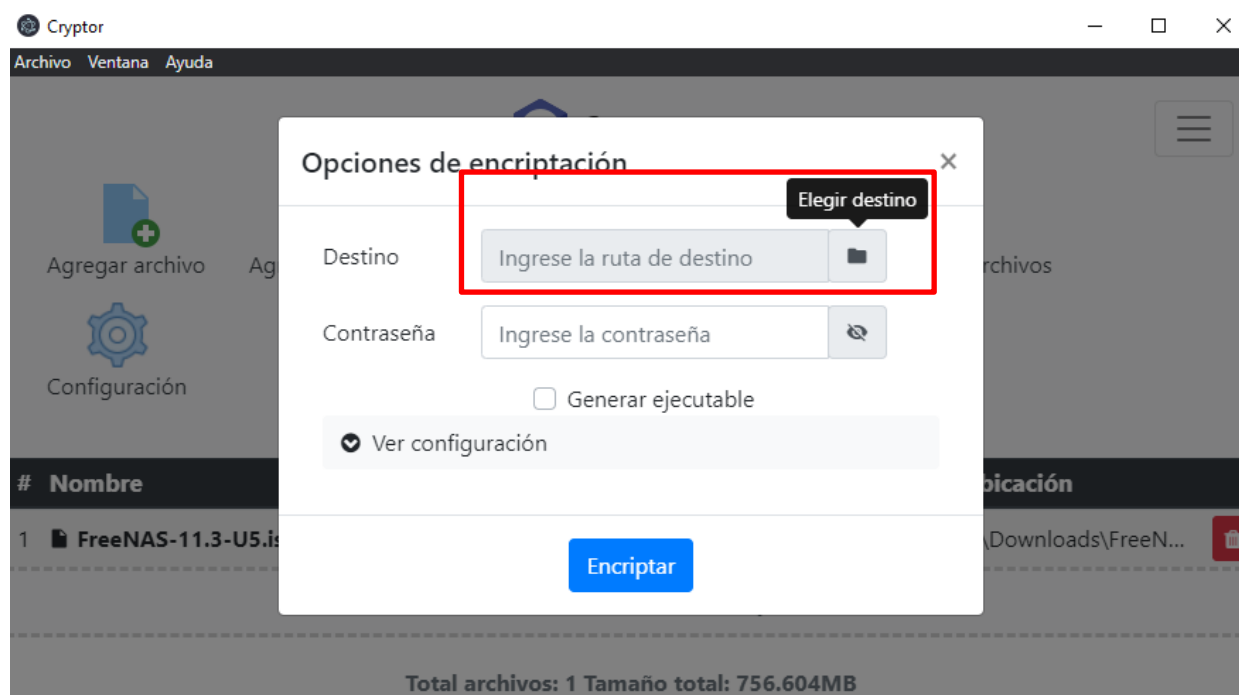 Cryptor
Archivo Ventana Ayuda
Opciones de encriptación
Elegir destino
Destino
Ingrese la ruta de destino
Agregar archivo
Ag
rchivos
Contraseña
Ingrese la contraseña
Configuración
Generar ejecutable
Ver configuración
# Nombre
bicación
1 FreeNAS-11.3-U5.is
\Downloads\FreeN...
Encriptar
Total archivos: 1 Tamaño total: 756.604MB